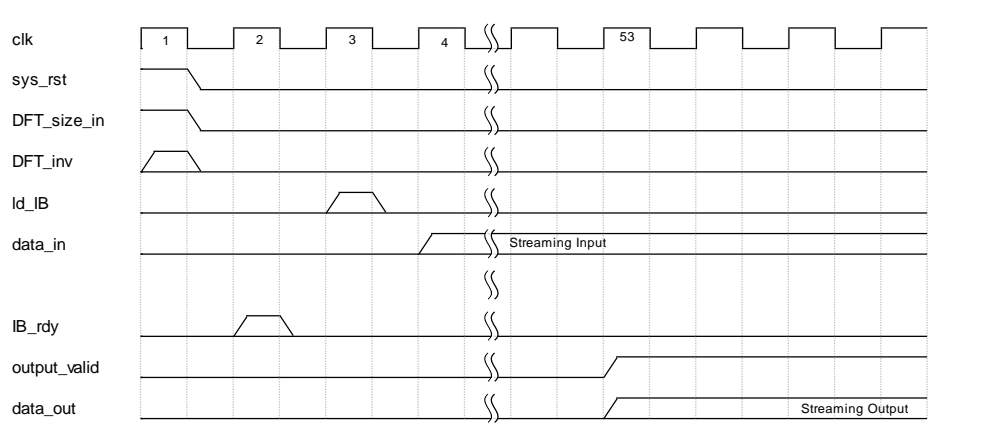 clk 1 2 3 4 53
sys_rst
DFT_size_in
DFT_inv
ld_IB
data_in Streaming Input
IB_rdy
output_valid
data_out Streaming Output